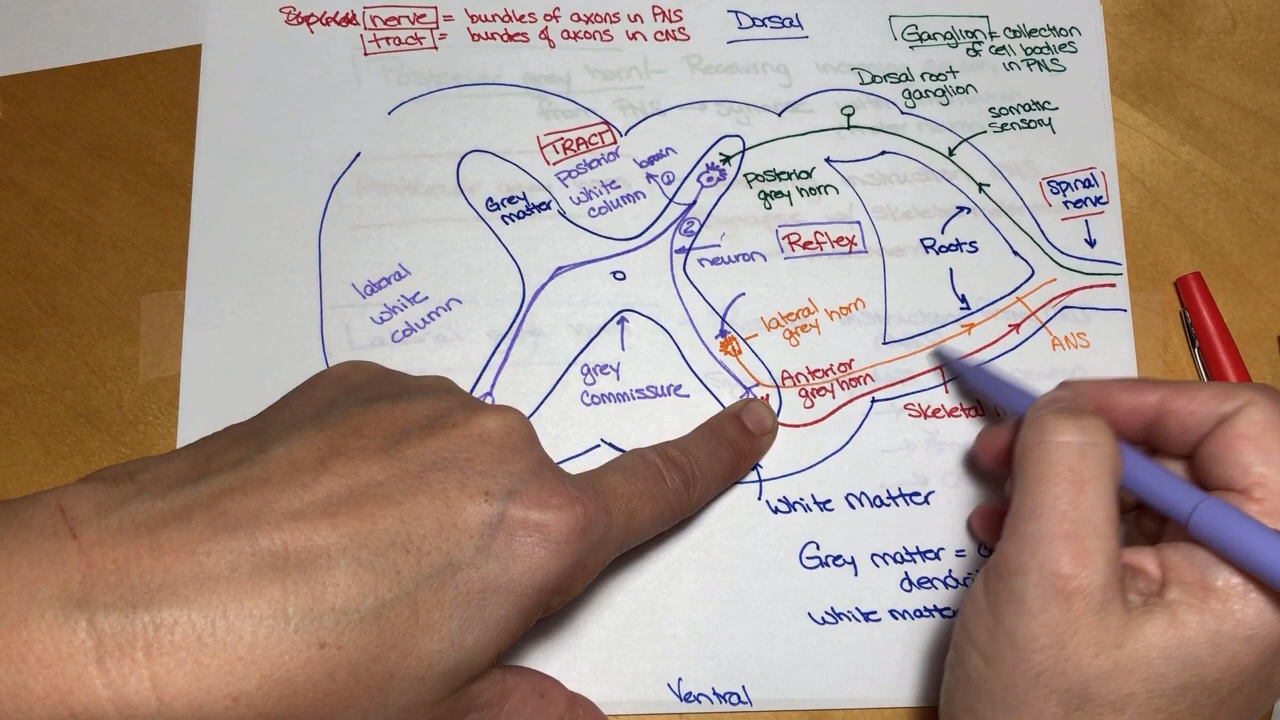 nerve = bundles of axons in PNS
tract = bundles of axons in CNS
Dorsal
Ganglion = collection
of cell bodies
in PNS
Dorsal root
ganglion
somatic
sensory
TRACT
Posterior
white
column
brain
①
Grey
matter
Posterior
grey horn
Spinal
nerve
②
neuron
Reflex
Roots
lateral
white
column
lateral horn
grey
ANS
grey
commissure
Anterior
grey horn
Skeletal
White Matter
Grey matter =
White matter
Ventral